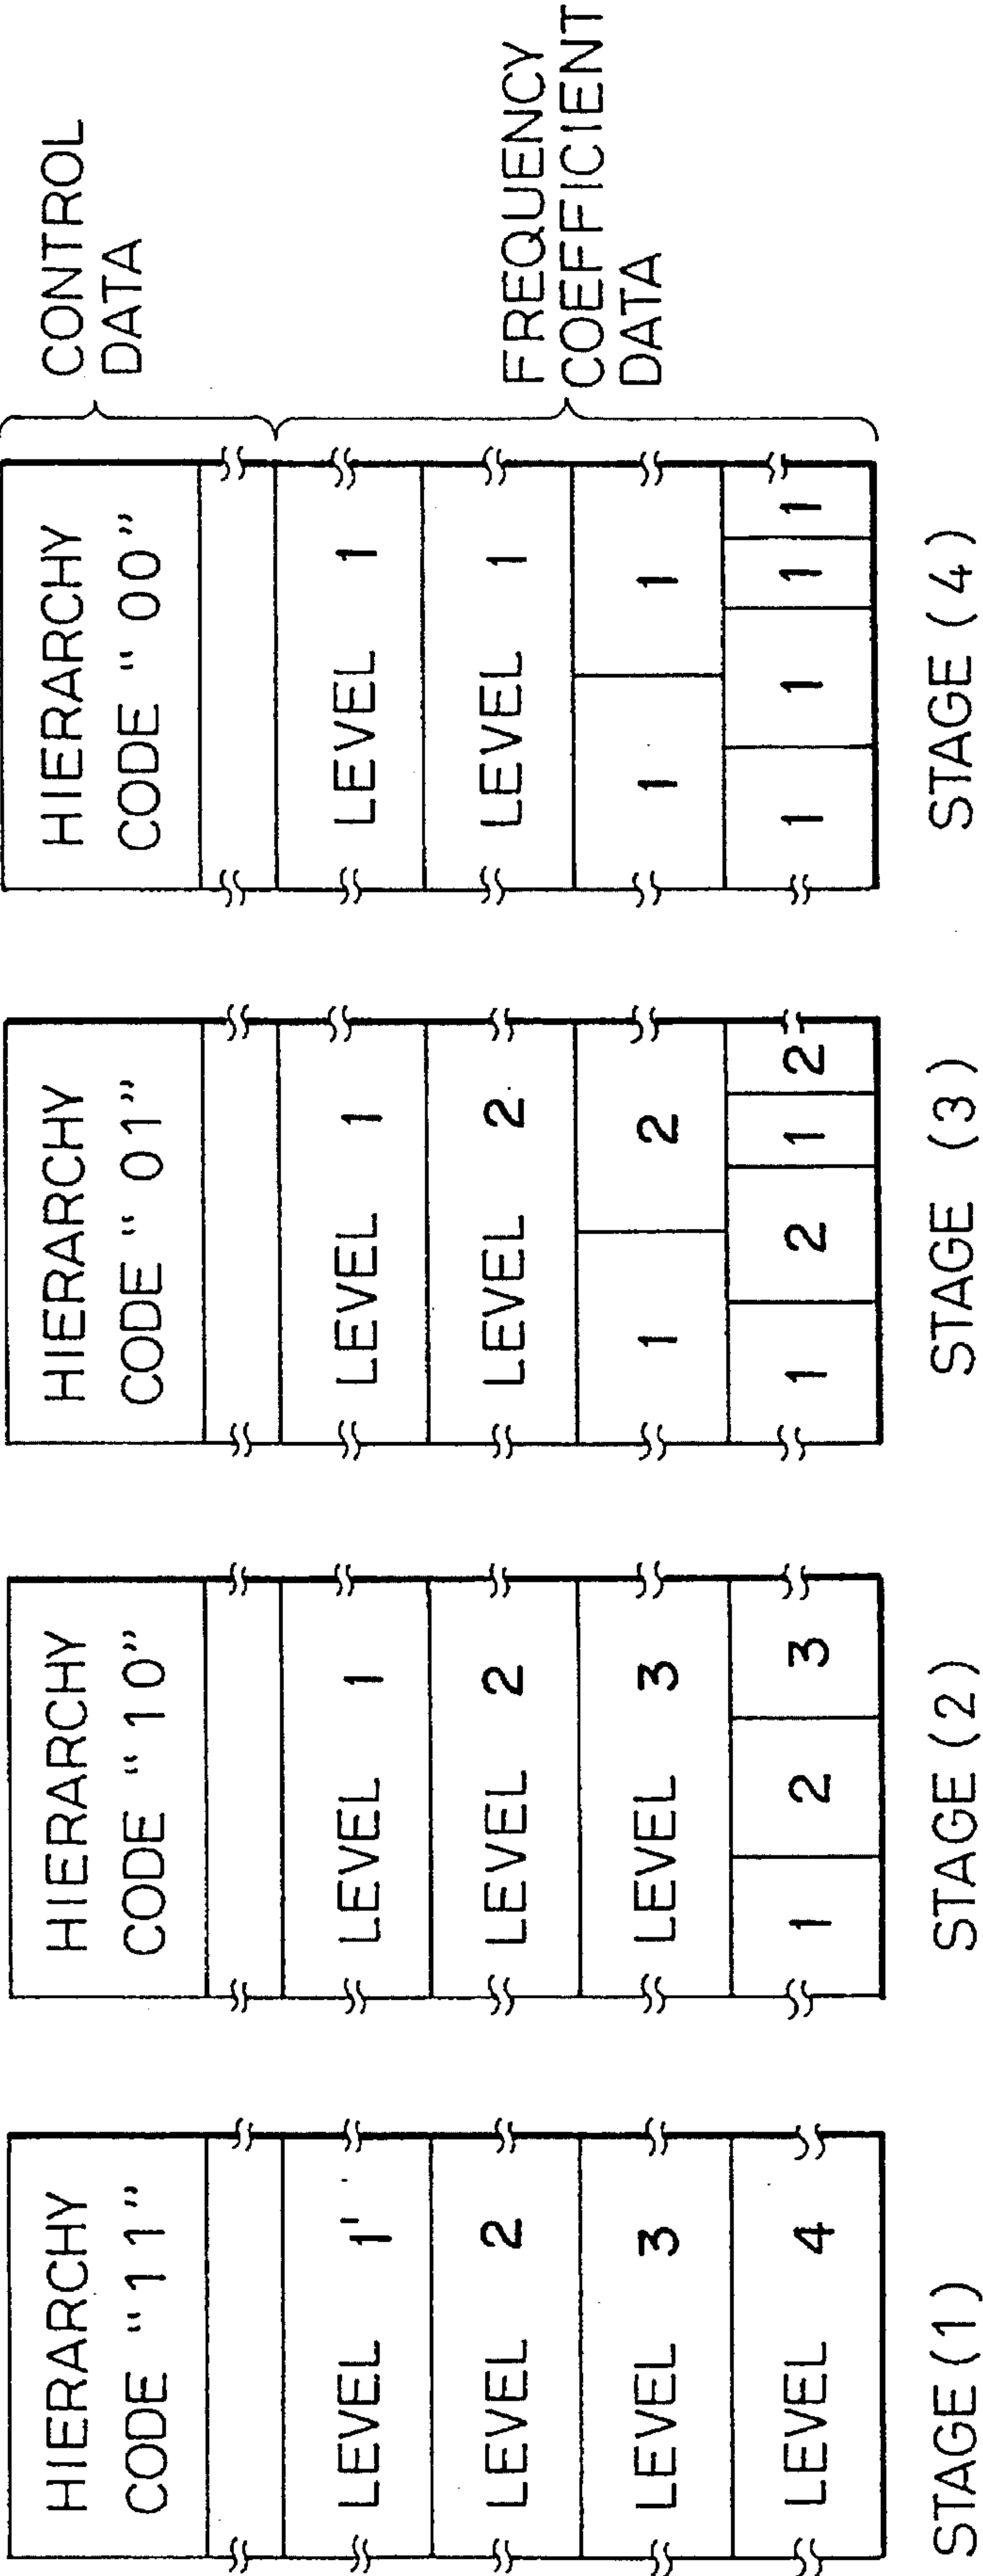 HIERARCHY
CODE "11"
LEVEL 1'
LEVEL 2
LEVEL 3
LEVEL 4
STAGE (1)
HIERARCHY
CODE "10"
LEVEL 1
LEVEL 2
LEVEL 3
1 2 3
STAGE (2)
HIERARCHY
CODE "01"
LEVEL 1
LEVEL 2
1 2
1 2 1 2
STAGE (3)
HIERARCHY
CODE "00"
LEVEL 1
LEVEL 1
1 1
1 1 1 1
STAGE (4)
CONTROL
DATA
FREQUENCY
COEFFICIENT
DATA